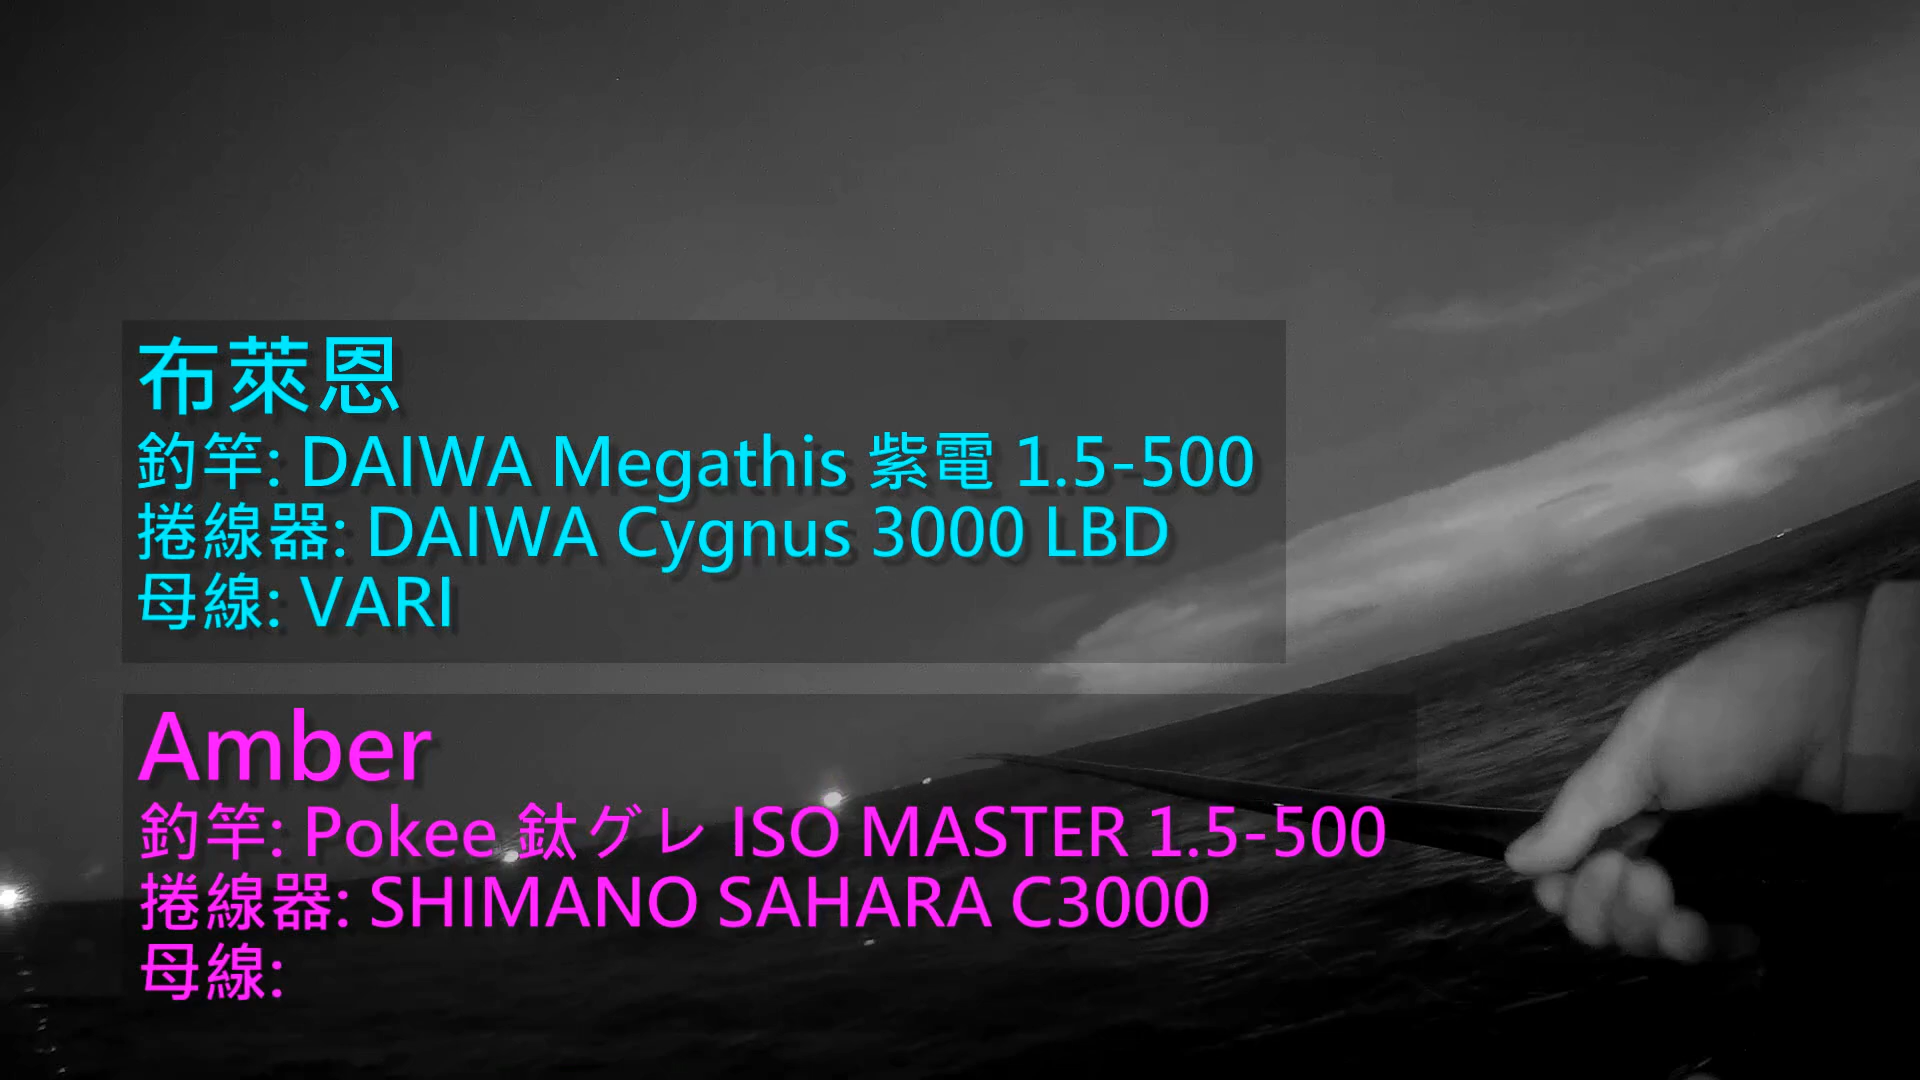 布萊恩
釣竿: DAIWA Megathis 紫電 1.5-500
捲線器: DAIWA Cygnus 3000 LBD
母線: VARI
Amber
釣竿: Pokee 鈦グレ ISO MASTER 1.5-500
捲線器: SHIMANO SAHARA C3000
母線: